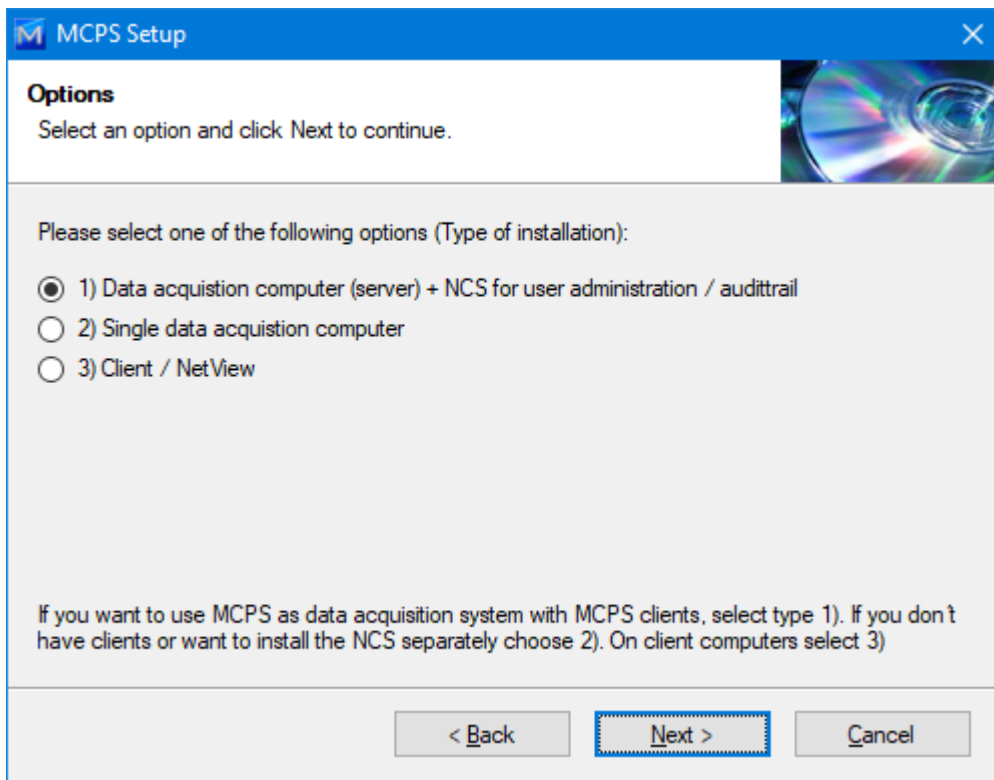 MCPS Setup
Options
Select an option and click Next to continue.
Please select one of the following options (Type of installation):
1) Data acquistion computer (server) + NCS for user administration / audittrail
2) Single data acquistion computer
3) Client / NetView
If you want to use MCPS as data acquisition system with MCPS clients, select type 1). If you don't
have clients or want to install the NCS separately choose 2). On client computers select 3)
< Back
Next >
Cancel